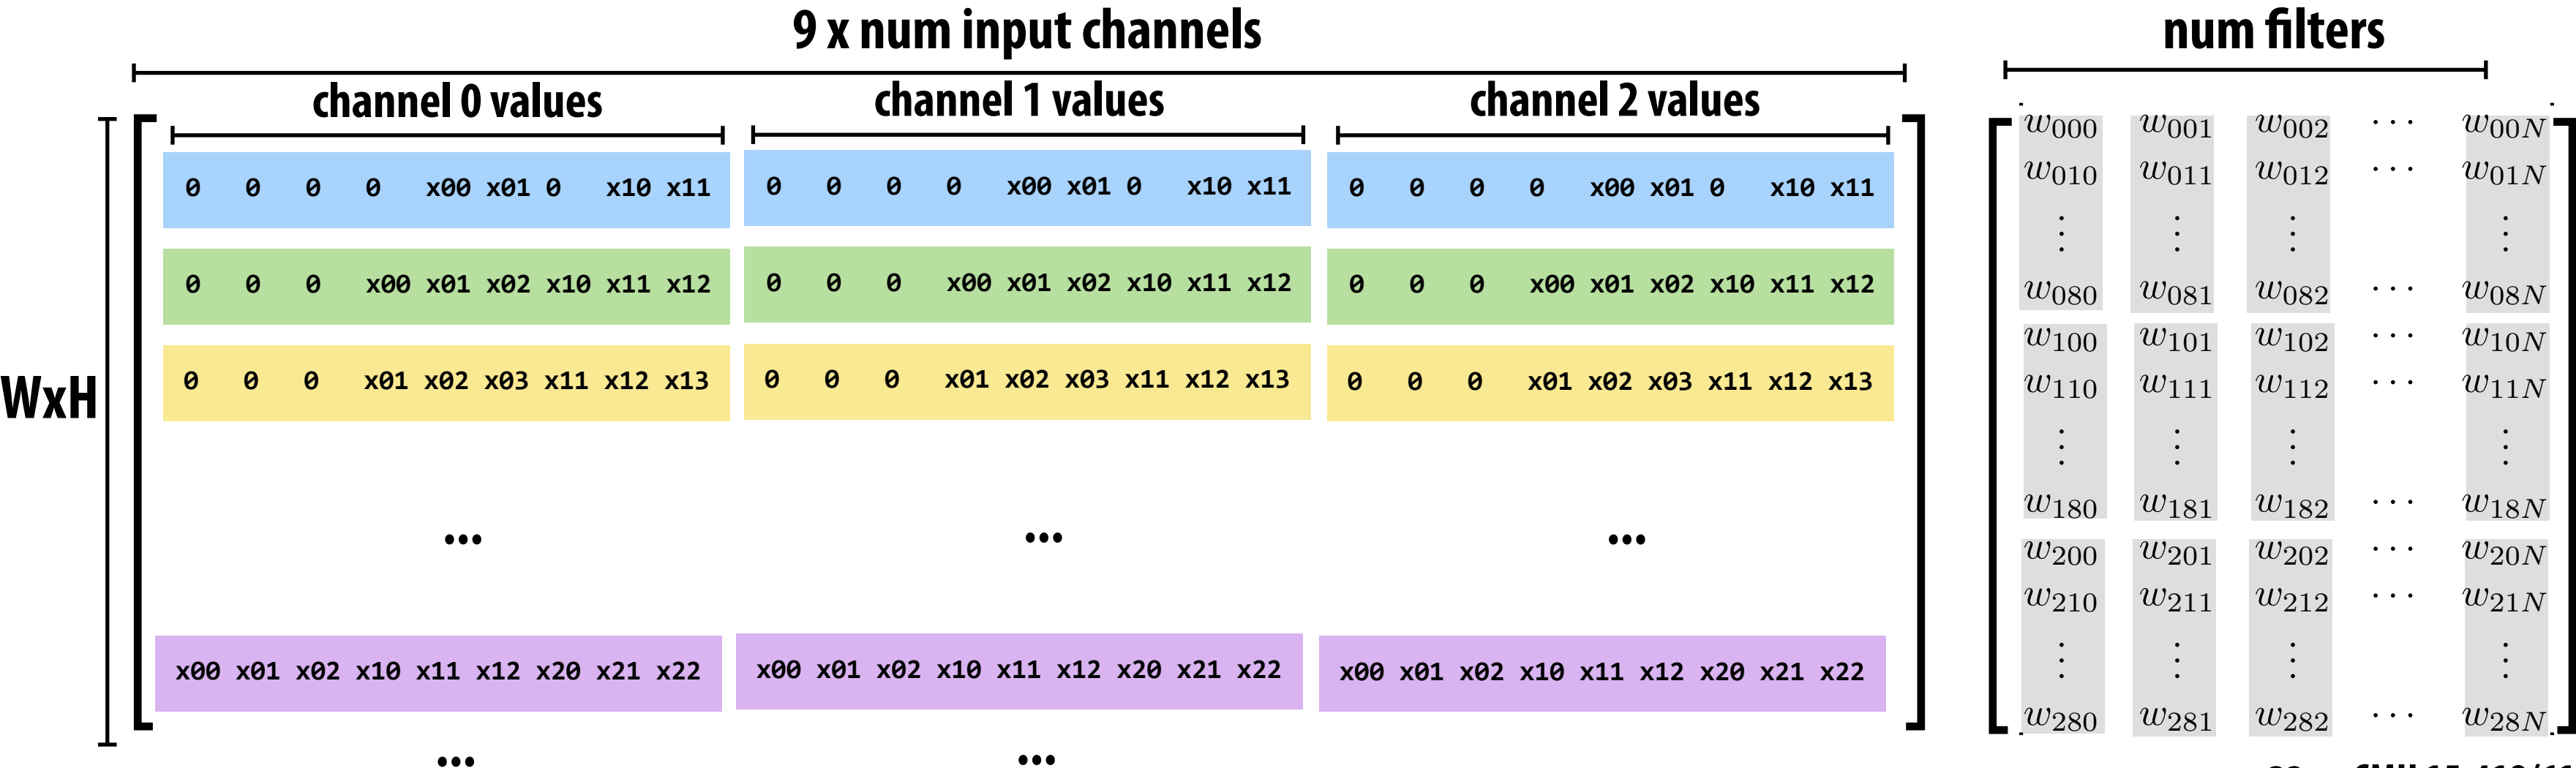 9 x num input channels
num filters
channel 0 values channel 1 values channel 2 values
WxH
0 0 0 0 x00 x01 0 x10 x11 0 0 0 0 x00 x01 0 x10 x11 0 0 0 0 x00 x01 0 x10 x11
0 0 0 x00 x01 x02 x10 x11 x12 0 0 0 x00 x01 x02 x10 x11 x12 0 0 0 x00 x01 x02 x10 x11 x12
0 0 0 x01 x02 x03 x11 x12 x13 0 0 0 x01 x02 x03 x11 x12 x13 0 0 0 x01 x02 x03 x11 x12 x13
... ... ...
x00 x01 x02 x10 x11 x12 x20 x21 x22 x00 x01 x02 x10 x11 x12 x20 x21 x22 x00 x01 x02 x10 x11 x12 x20 x21 x22
... ...
w000 w001 w002 ⋯ w00N
w010 w011 w012 ⋯ w01N
⋮ ⋮ ⋮ ⋮
w080 w081 w082 ⋯ w08N
w100 w101 w102 ⋯ w10N
w110 w111 w112 ⋯ w11N
⋮ ⋮ ⋮ ⋮
w180 w181 w182 ⋯ w18N
w200 w201 w202 ⋯ w20N
w210 w211 w212 ⋯ w21N
⋮ ⋮ ⋮ ⋮
w280 w281 w282 ⋯ w28N